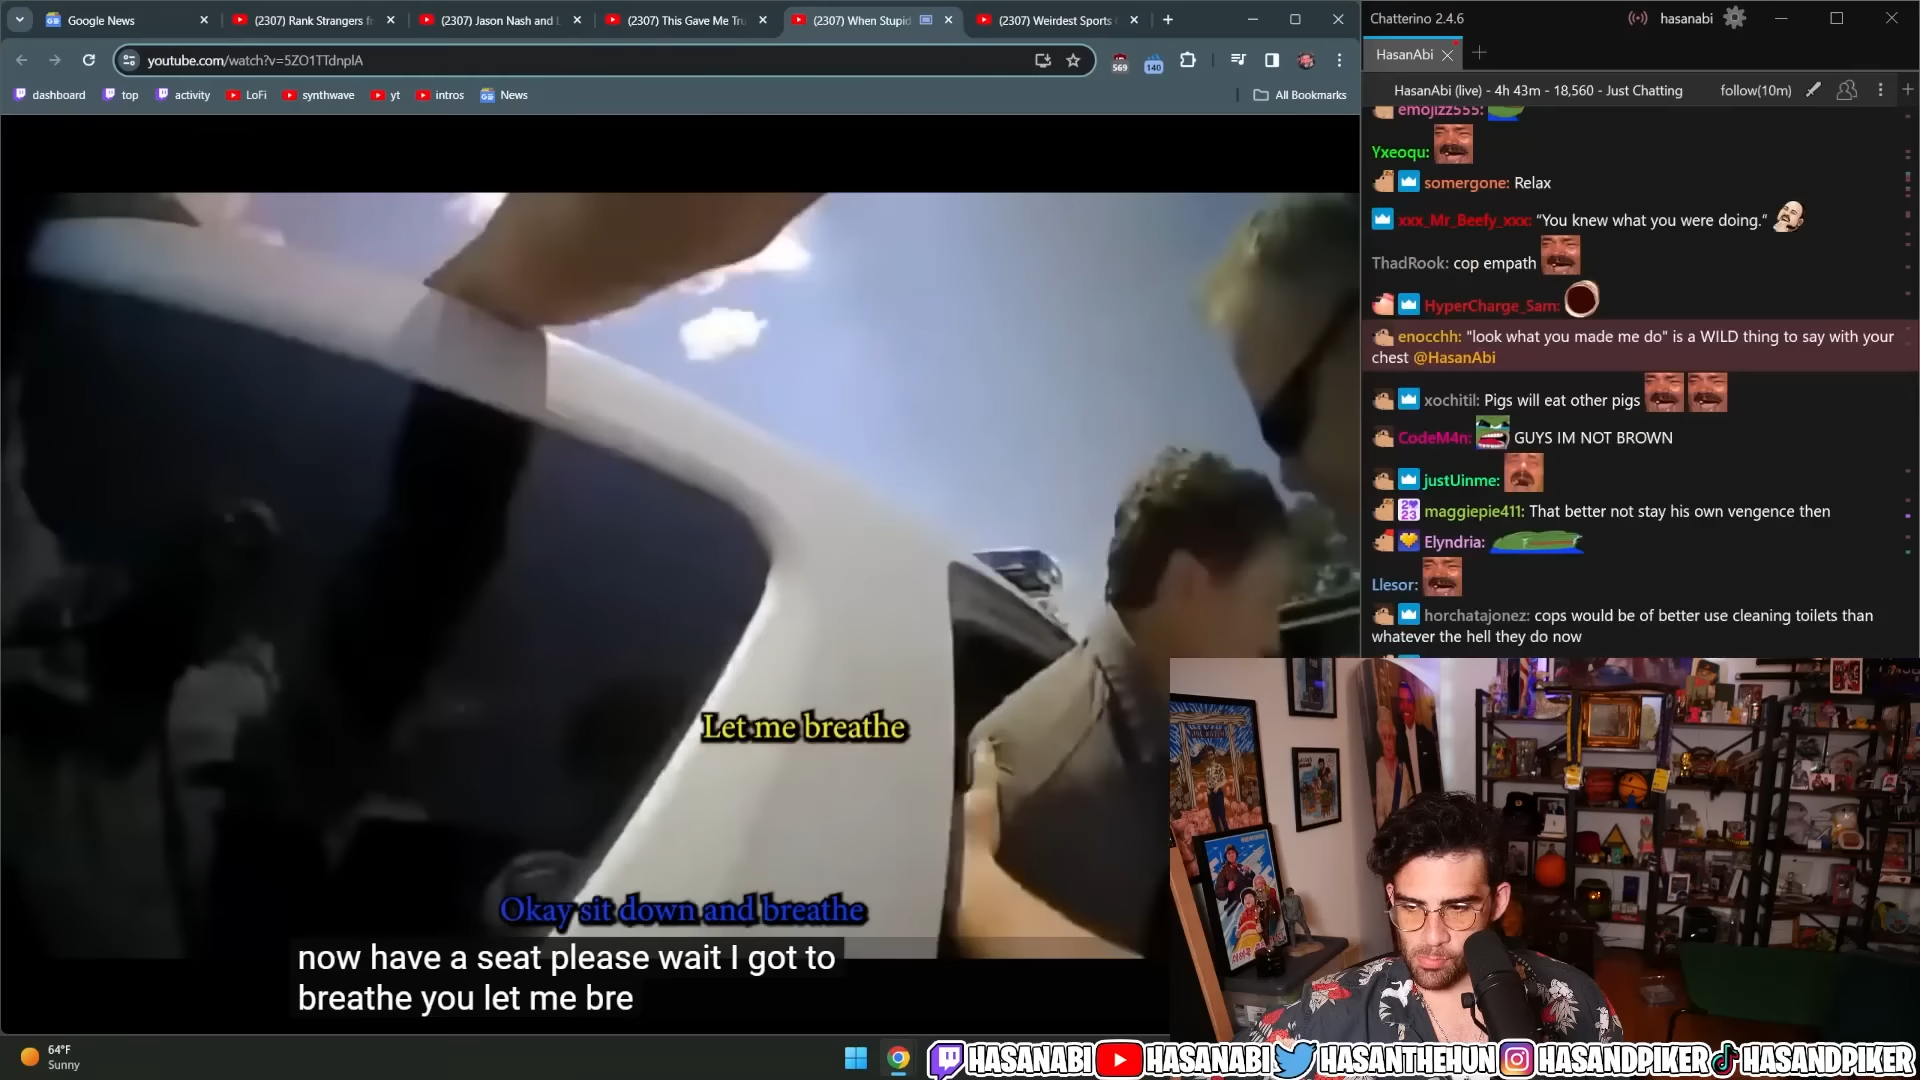 Google News
(2307) Rank Strangers fr
(2307) Jason Nash and L
(2307) This Gave Me Tru
(2307) When Stupid
(2307) Weirdest Sports
youtube.com/watch?v=5ZO1TTdnplA
569
140
dashboard
top
activity
LoFi
synthwave
yt
intros
News
All Bookmarks
Let me breathe
Okay sit down and breathe
now have a seat please wait I got to
breathe you let me bre
64°F
Sunny
Chatterino 2.4.6
hasanabi
HasanAbi
HasanAbi (live) - 4h 43m - 18,560 - Just Chatting
follow(10m)
emojizz555:
Yxeoqu:
somergone: Relax
xxx_Mr_Beefy_xxx: “You knew what you were doing.”
ThadRook: cop empath
HyperCharge_Sam:
enocchh: "look what you made me do" is a WILD thing to say with your
chest @HasanAbi
xochitil: Pigs will eat other pigs
CodeM4n: GUYS IM NOT BROWN
justUinme:
maggiepie411: That better not stay his own vengence then
Elyndria:
Llesor:
horchatajonez: cops would be of better use cleaning toilets than
whatever the hell they do now
HASANABI
HASANABI
HASANTHEHUN
HASANDPIKER
HASANDPIKER